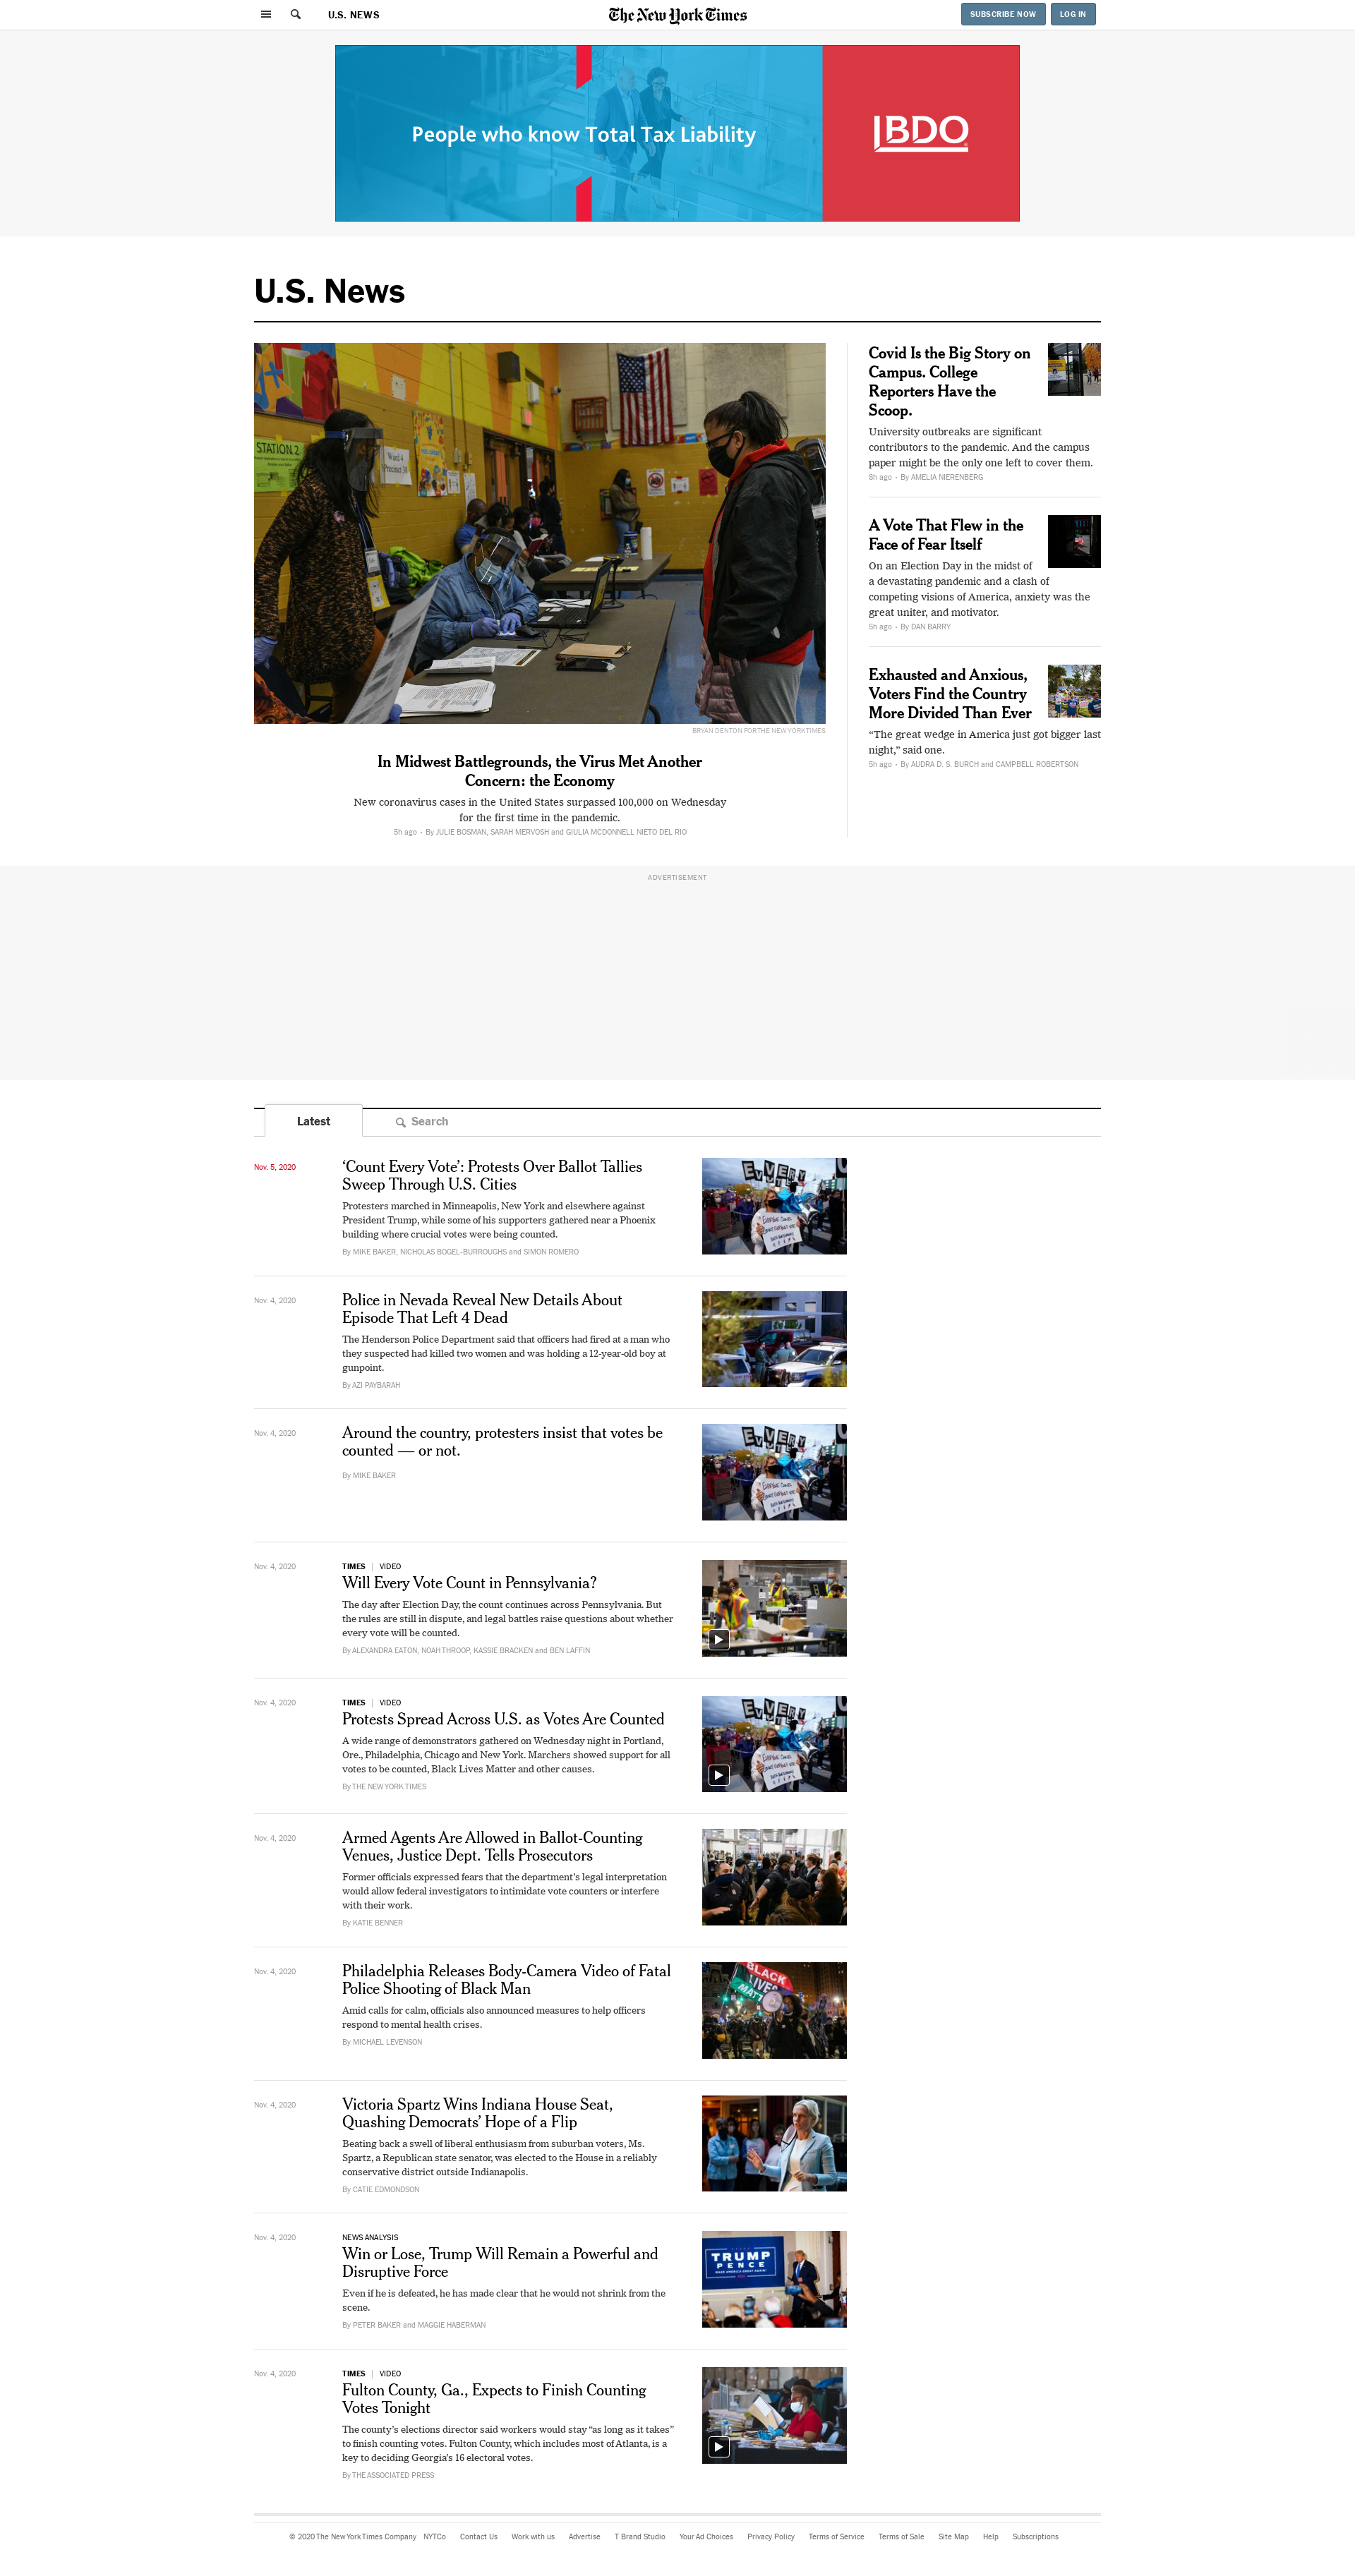 U.S. NEWS
The New York Times
SUBSCRIBE NOW
LOG IN
People who know Total Tax Liability
BDO
U.S. News
STATION 2
Ward 4
Precinct 34
BRYAN DENTON FOR THE NEW YORK TIMES
In Midwest Battlegrounds, the Virus Met Another
Concern: the Economy
New coronavirus cases in the United States surpassed 100,000 on Wednesday
for the first time in the pandemic.
5h ago • By JULIE BOSMAN, SARAH MERVOSH and GIULIA MCDONNELL NIETO DEL RIO
Covid Is the Big Story on
Campus. College
Reporters Have the
Scoop.
University outbreaks are significant
contributors to the pandemic. And the campus
paper might be the only one left to cover them.
8h ago • By AMELIA NIERENBERG
A Vote That Flew in the
Face of Fear Itself
On an Election Day in the midst of
a devastating pandemic and a clash of
competing visions of America, anxiety was the
great uniter, and motivator.
5h ago • By DAN BARRY
Exhausted and Anxious,
Voters Find the Country
More Divided Than Ever
“The great wedge in America just got bigger last
night,” said one.
5h ago • By AUDRA D. S. BURCH and CAMPBELL ROBERTSON
ADVERTISEMENT
Latest
Search
Nov. 5, 2020
‘Count Every Vote’: Protests Over Ballot Tallies
Sweep Through U.S. Cities
Protesters marched in Minneapolis, New York and elsewhere against
President Trump, while some of his supporters gathered near a Phoenix
building where crucial votes were being counted.
By MIKE BAKER, NICHOLAS BOGEL-BURROUGHS and SIMON ROMERO
EVERY
Nov. 4, 2020
Police in Nevada Reveal New Details About
Episode That Left 4 Dead
The Henderson Police Department said that officers had fired at a man who
they suspected had killed two women and was holding a 12-year-old boy at
gunpoint.
By AZI PAYBARAH
Nov. 4, 2020
Around the country, protesters insist that votes be
counted — or not.
By MIKE BAKER
EVERY
Nov. 4, 2020
TIMES | VIDEO
Will Every Vote Count in Pennsylvania?
The day after Election Day, the count continues across Pennsylvania. But
the rules are still in dispute, and legal battles raise questions about whether
every vote will be counted.
By ALEXANDRA EATON, NOAH THROOP, KASSIE BRACKEN and BEN LAFFIN
Nov. 4, 2020
TIMES | VIDEO
Protests Spread Across U.S. as Votes Are Counted
A wide range of demonstrators gathered on Wednesday night in Portland,
Ore., Philadelphia, Chicago and New York. Marchers showed support for all
votes to be counted, Black Lives Matter and other causes.
By THE NEW YORK TIMES
EVERY
Nov. 4, 2020
Armed Agents Are Allowed in Ballot-Counting
Venues, Justice Dept. Tells Prosecutors
Former officials expressed fears that the department’s legal interpretation
would allow federal investigators to intimidate vote counters or interfere
with their work.
By KATIE BENNER
Nov. 4, 2020
Philadelphia Releases Body-Camera Video of Fatal
Police Shooting of Black Man
Amid calls for calm, officials also announced measures to help officers
respond to mental health crises.
By MICHAEL LEVENSON
BLACK
LIVES
MATTER
Nov. 4, 2020
Victoria Spartz Wins Indiana House Seat,
Quashing Democrats’ Hope of a Flip
Beating back a swell of liberal enthusiasm from suburban voters, Ms.
Spartz, a Republican state senator, was elected to the House in a reliably
conservative district outside Indianapolis.
By CATIE EDMONDSON
Nov. 4, 2020
NEWS ANALYSIS
Win or Lose, Trump Will Remain a Powerful and
Disruptive Force
Even if he is defeated, he has made clear that he would not shrink from the
scene.
By PETER BAKER and MAGGIE HABERMAN
TRUMP
PENCE
Nov. 4, 2020
TIMES | VIDEO
Fulton County, Ga., Expects to Finish Counting
Votes Tonight
The county’s elections director said workers would stay “as long as it takes”
to finish counting votes. Fulton County, which includes most of Atlanta, is a
key to deciding Georgia’s 16 electoral votes.
By THE ASSOCIATED PRESS
© 2020 The New York Times Company NYTCo Contact Us Work with us Advertise T Brand Studio Your Ad Choices Privacy Policy Terms of Service Terms of Sale Site Map Help Subscriptions